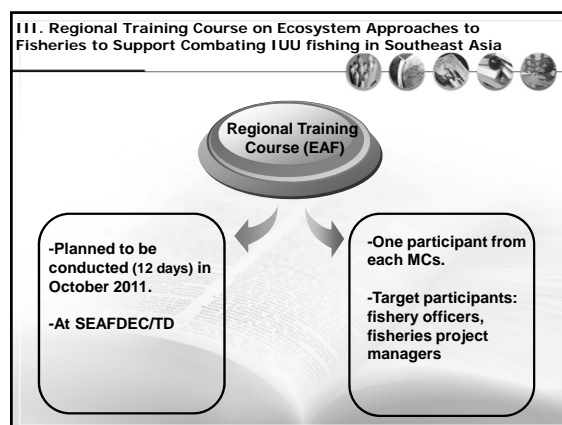 III. Regional Training Course on Ecosystem Approaches to
Fisheries to Support Combating IUU fishing in Southeast Asia
Regional Training
Course (EAF)
-Planned to be
conducted (12 days) in
October 2011.
-At SEAFDEC/TD
-One participant from
each MCs.
-Target participants:
fishery officers,
fisheries project
managers